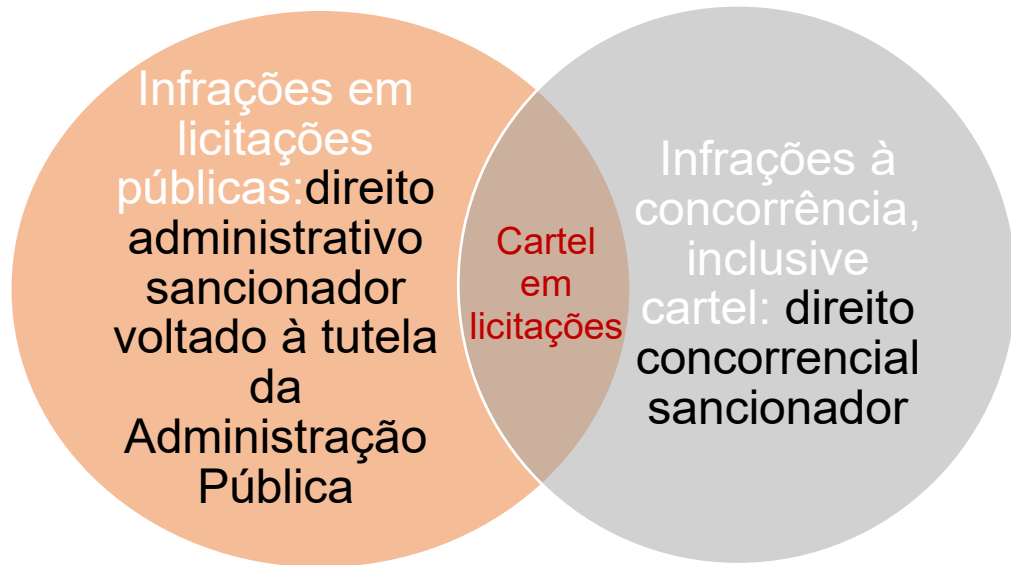 Infrações em
licitações
públicas:direito
administrativo
sancionador
voltado à tutela
da
Administração
Pública
Cartel
em
licitações
Infrações à
concorrência,
inclusive
cartel: direito
concorrencial
sancionador